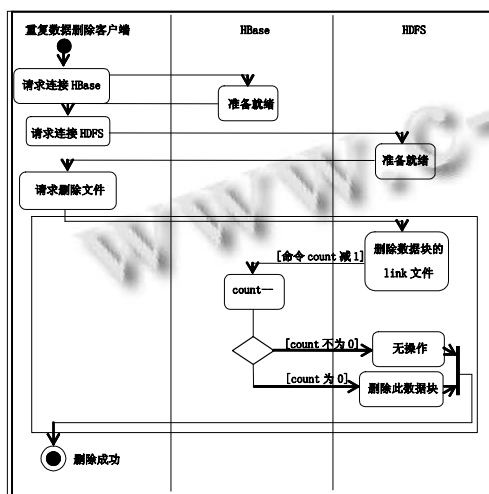 重复数据删除客户端
HBase
HDFS
请求连接 HBase
准备就绪
请求连接 HDFS
准备就绪
请求删除文件
删除数据块的
link 文件
[命令 count 减 1]
count—
[count 不为 0]
无操作
[count 为 0]
删除此数据块
删除成功
www.c-